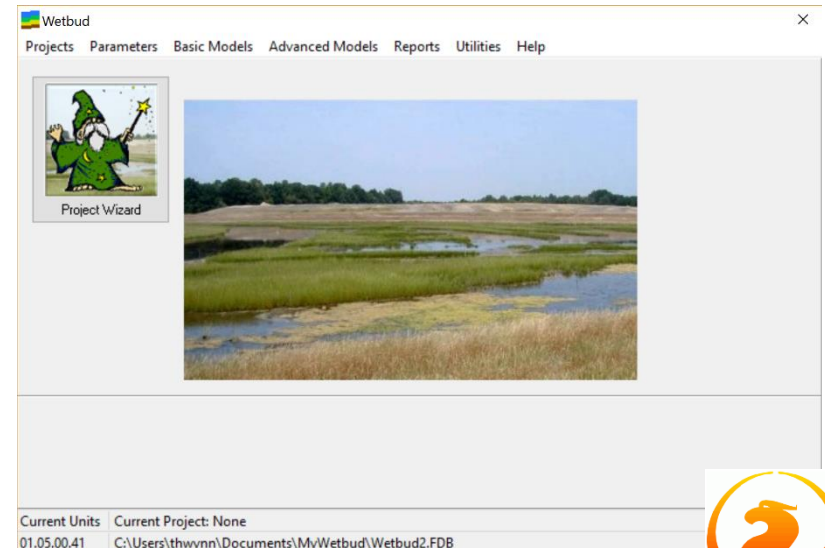 Wetbud
Projects Parameters Basic Models Advanced Models Reports Utilities Help
Project Wizard
Current Units Current Project: None
01.05.00.41 C:\Users\thwynn\Documents\MyWetbud\Wetbud2.FDB